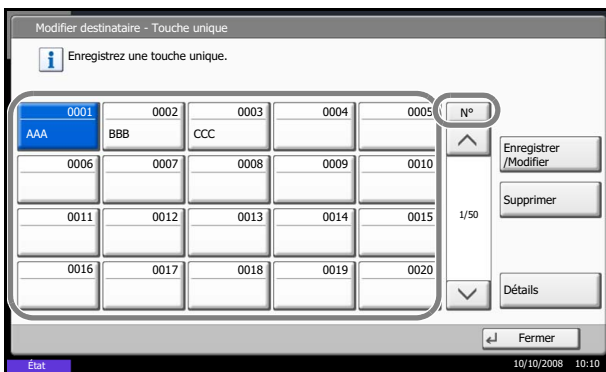 Modifier destinataire - Touche unique
Enregistrez une touche unique.
0001 0002 0003 0004 0005 N°
AAA BBB CCC
Enregistrer
/Modifier
0006 0007 0008 0009 0010
Supprimer
0011 0012 0013 0014 0015 1/50
0016 0017 0018 0019 0020
Détails
Fermer
État 10/10/2008 10:10